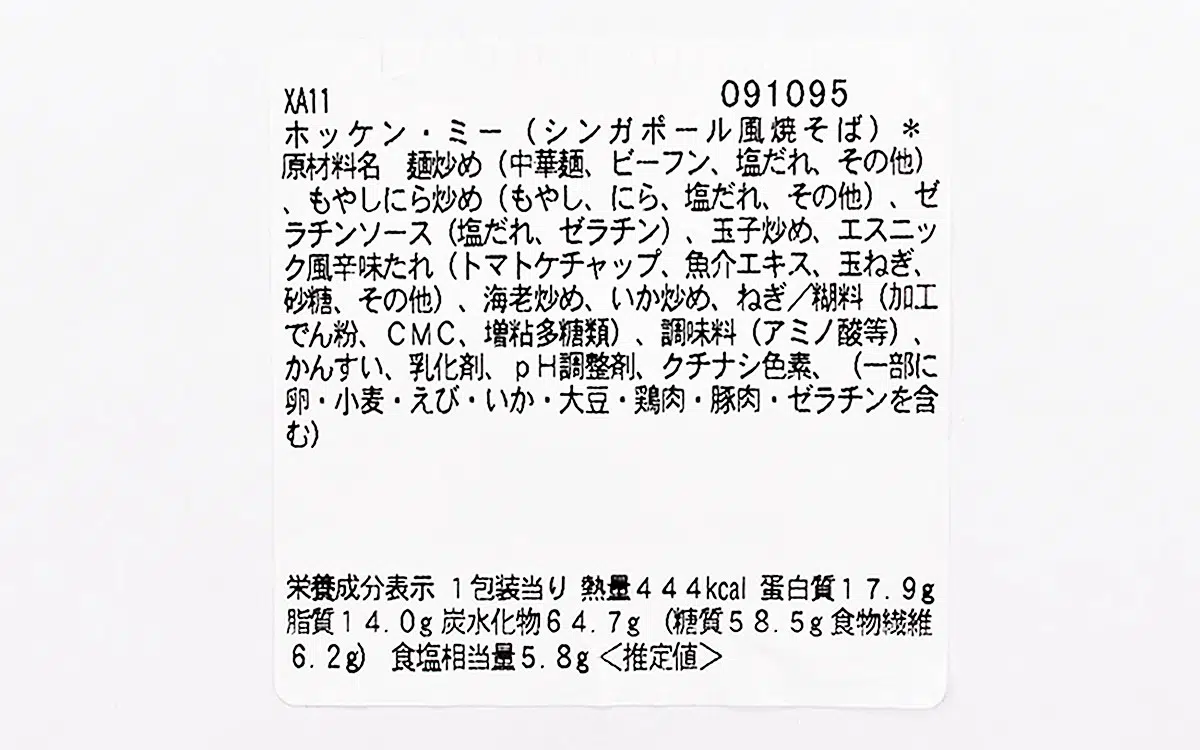 XA11 091095
ホッケン・ミー（シンガポール風焼そば）＊
原材料名　麺炒め（中華麺、ビーフン、塩だれ、その他）
、もやしにら炒め（もやし、にら、塩だれ、その他）、ゼ
ラチンソース（塩だれ、ゼラチン）、玉子炒め、エスニッ
ク風辛味たれ（トマトケチャップ、魚介エキス、玉ねぎ、
砂糖、その他）、海老炒め、いか炒め、ねぎ／糊料（加工
でん粉、ＣＭＣ、増粘多糖類）、調味料（アミノ酸等）、
かんすい、乳化剤、ｐＨ調整剤、クチナシ色素、（一部に
卵・小麦・えび・いか・大豆・鶏肉・豚肉・ゼラチンを含
む）
栄養成分表示 １包装当り 熱量４４４kcal 蛋白質１７．９g
脂質１４．０g 炭水化物６４．７g （糖質５８．５g 食物繊維
６．２g） 食塩相当量５．８g ＜推定値＞